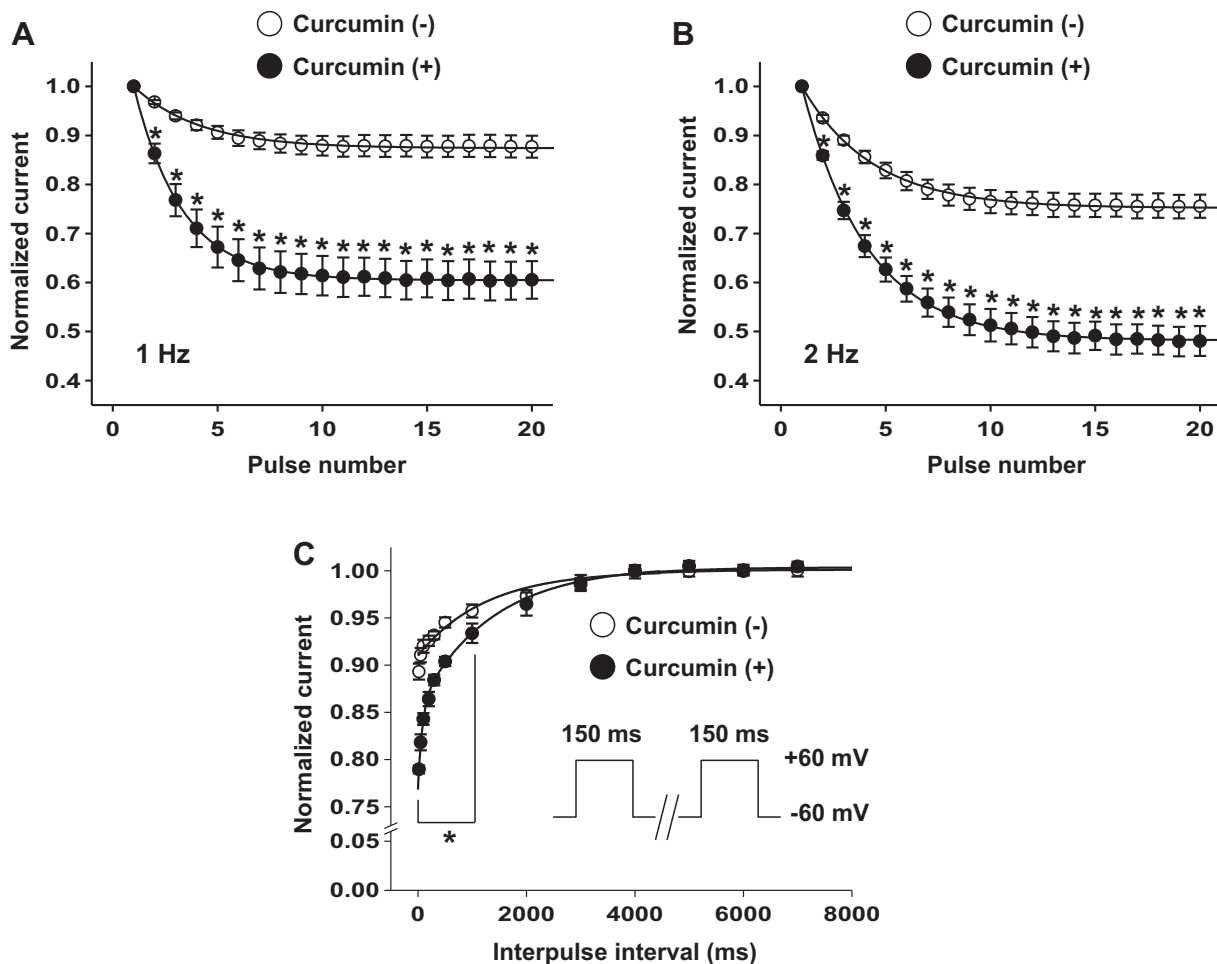 A
Curcumin (-)
Curcumin (+)
1.0
0.9
0.8
0.7
0.6
0.5
0.4
Normalized current
* * * * * * * * * * * * * * * * * * *
1 Hz
0 5 10 15 20
Pulse number
B
Curcumin (-)
Curcumin (+)
1.0
0.9
0.8
0.7
0.6
0.5
0.4
Normalized current
* * * * * * * * * * * * * * * * * * *
2 Hz
0 5 10 15 20
Pulse number
C
1.00
0.95
0.90
0.85
0.80
0.75
0.05
0.00
Normalized current
Curcumin (-)
Curcumin (+)
150 ms 150 ms
+60 mV
-60 mV
*
0 2000 4000 6000 8000
Interpulse interval (ms)